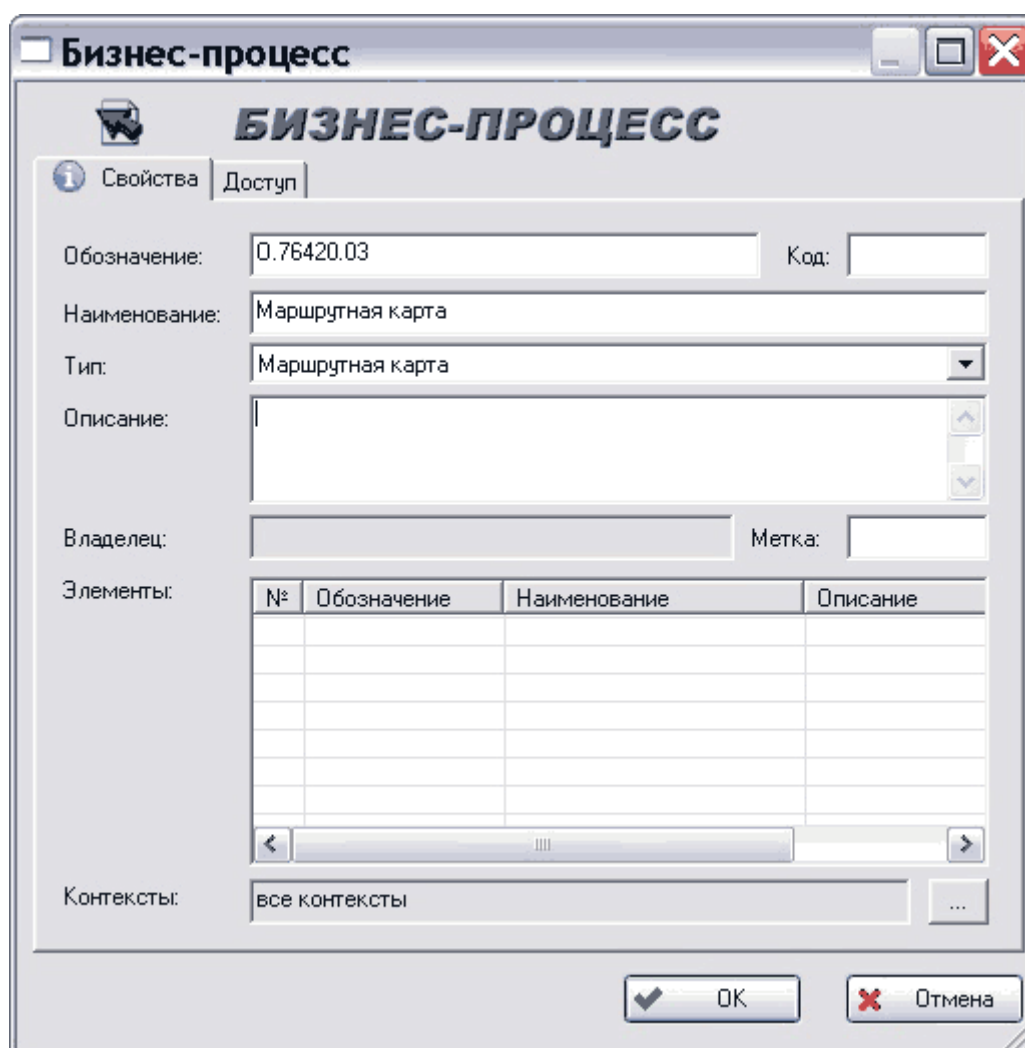 Бизнес-процесс
БИЗНЕС-ПРОЦЕСС
Свойства Доступ
Обозначение: О.76420.03 Код:
Наименование: Маршрутная карта
Тип: Маршрутная карта
Описание:
Владелец: Метка:
Элементы: № Обозначение Наименование Описание
Контексты: все контексты ...
OK Отмена